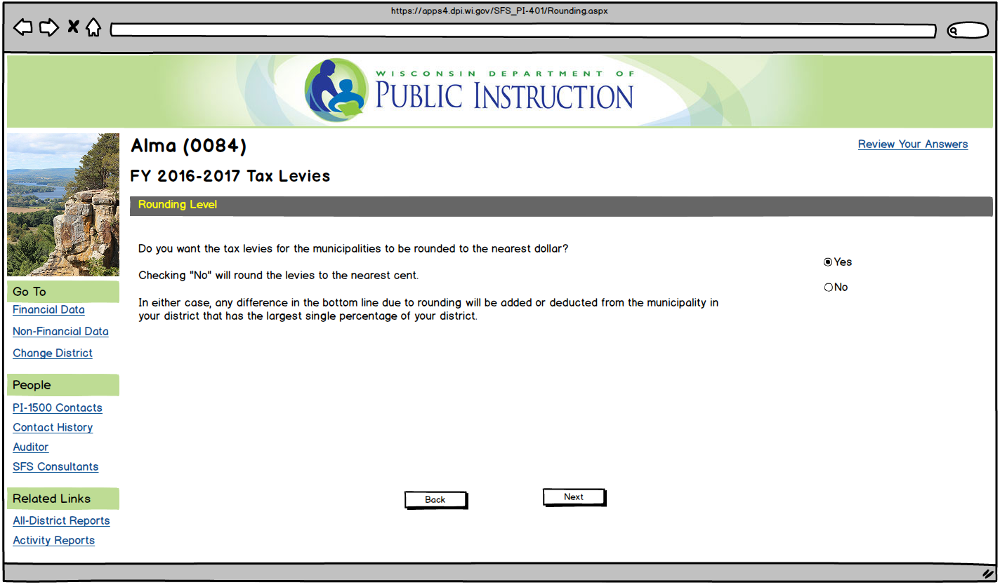 https://apps4.dpi.wi.gov/SFS_PI-401/Rounding.aspx
WISCONSIN DEPARTMENT OF
PUBLIC INSTRUCTION
Alma (0084)
Review Your Answers
FY 2016-2017 Tax Levies
Rounding Level
Do you want the tax levies for the municipalities to be rounded to the nearest dollar?
Yes
Checking "No" will round the levies to the nearest cent.
No
In either case, any difference in the bottom line due to rounding will be added or deducted from the municipality in
your district that has the largest single percentage of your district.
Go To
Financial Data
Non-Financial Data
Change District
People
PI-1500 Contacts
Contact History
Auditor
SFS Consultants
Related Links
All-District Reports
Activity Reports
Back
Next